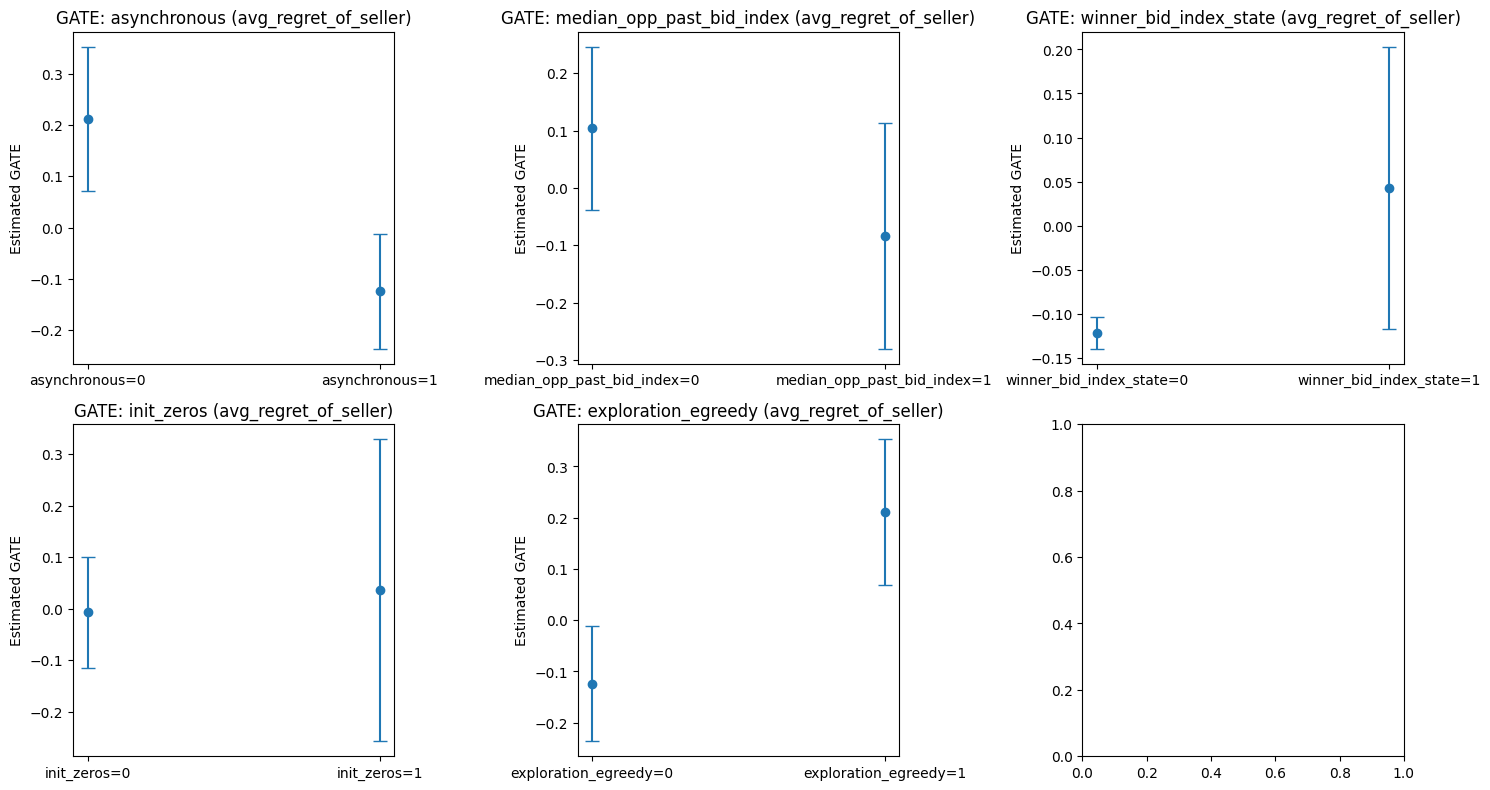 GATE: asynchronous (avg_regret_of_seller)
Estimated GATE
0.3
0.2
0.1
0.0
−0.1
−0.2
asynchronous=0
asynchronous=1
GATE: median_opp_past_bid_index (avg_regret_of_seller)
Estimated GATE
0.2
0.1
0.0
−0.1
−0.2
−0.3
median_opp_past_bid_index=0
median_opp_past_bid_index=1
GATE: winner_bid_index_state (avg_regret_of_seller)
Estimated GATE
0.20
0.15
0.10
0.05
0.00
−0.05
−0.10
−0.15
winner_bid_index_state=0
winner_bid_index_state=1
GATE: init_zeros (avg_regret_of_seller)
Estimated GATE
0.3
0.2
0.1
0.0
−0.1
−0.2
init_zeros=0
init_zeros=1
GATE: exploration_egreedy (avg_regret_of_seller)
Estimated GATE
0.3
0.2
0.1
0.0
−0.1
−0.2
exploration_egreedy=0
exploration_egreedy=1
1.0
0.8
0.6
0.4
0.2
0.0
0.0
0.2
0.4
0.6
0.8
1.0